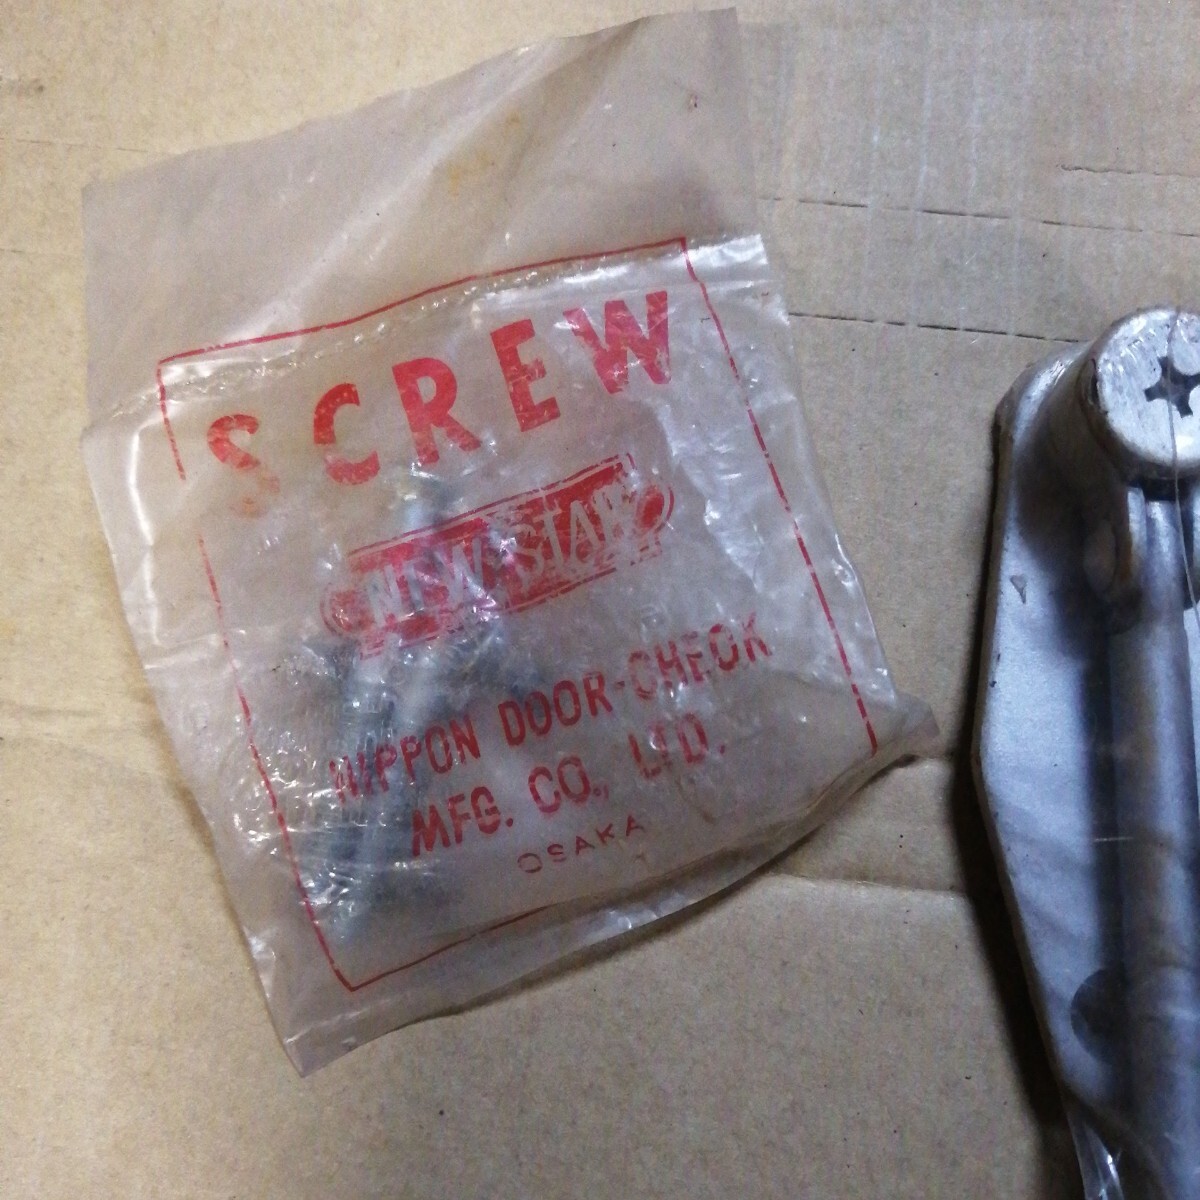 SCREW
NEW-STAR
NIPPON DOOR-CHECK
MFG. CO., LTD.
OSAKA